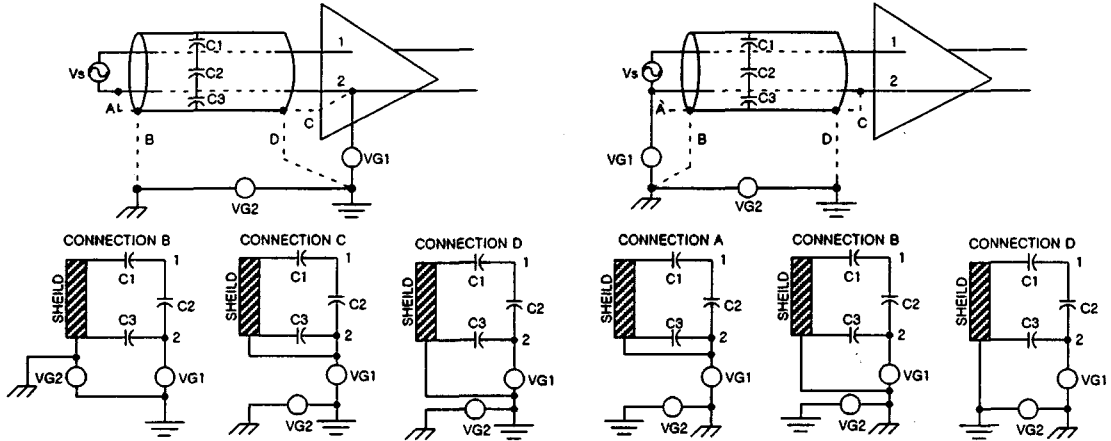 C1
1
Vs
C2
2
A
C3
B
D
C
VG1
VG2
C1
1
Vs
C2
2
A
C3
C
B
D
VG1
VG2
CONNECTION B
SHEILD
C1
1
C2
C3
2
VG2
VG1
CONNECTION C
SHEILD
C1
1
C2
C3
2
VG1
VG2
CONNECTION D
SHEILD
C1
1
C2
C3
2
VG1
VG2
CONNECTION A
SHEILD
C1
1
C2
C3
2
VG1
VG2
CONNECTION B
SHEILD
C1
1
C2
C3
2
VG1
VG2
CONNECTION D
SHEILD
C1
1
C2
C3
2
VG1
VG2